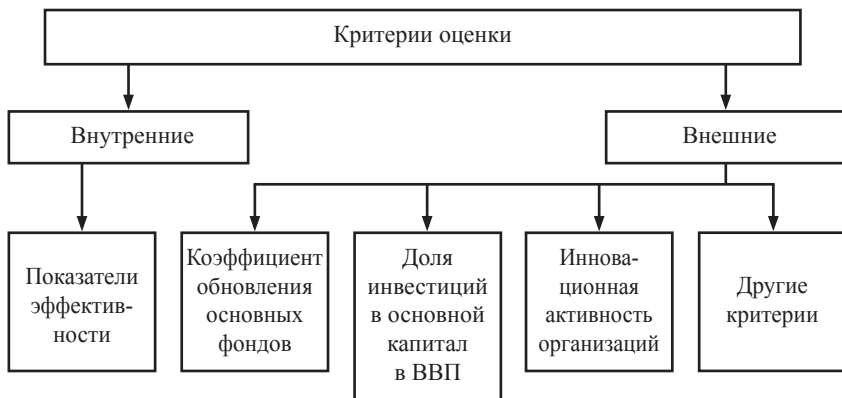 Критерии оценки
Внутренние
Внешние
Показатели
эффектив-
ности
Коэффициент
обновления
основных
фондов
Доля
инвестиций
в основной
капитал
в ВВП
Иннова-
ционная
активность
организаций
Другие
критерии